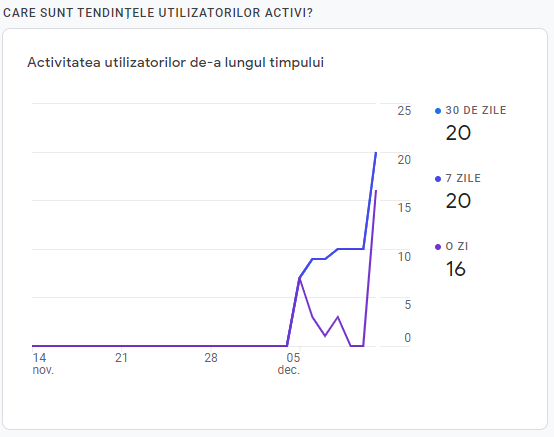 CARE SUNT TENDINȚELE UTILIZATORILOR ACTIVI?
Activitatea utilizatorilor de-a lungul timpului
25
20
15
10
5
0
14
nov.
21
28
05
dec.
30 DE ZILE
20
7 ZILE
20
O ZI
16